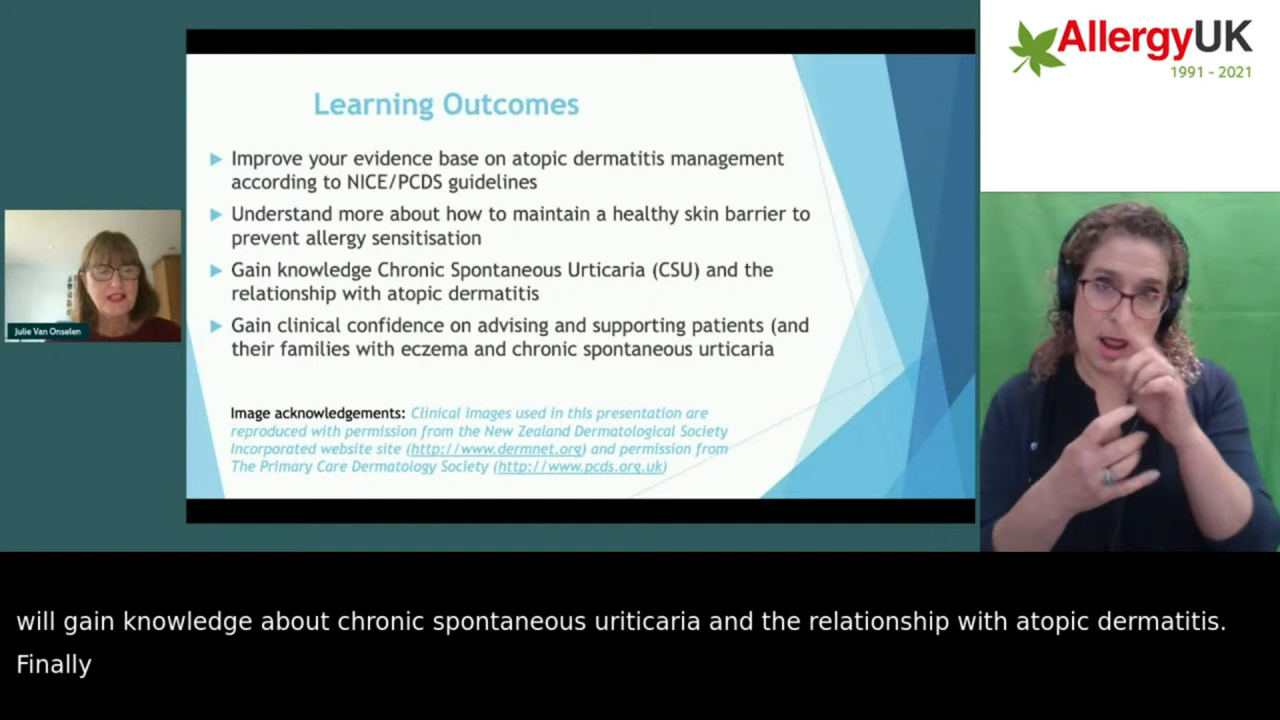 AllergyUK
1991 - 2021
Learning Outcomes
Improve your evidence base on atopic dermatitis management
according to NICE/PCDS guidelines
Understand more about how to maintain a healthy skin barrier to
prevent allergy sensitisation
Gain knowledge Chronic Spontaneous Urticaria (CSU) and the
relationship with atopic dermatitis
Gain clinical confidence on advising and supporting patients (and
their families with eczema and chronic spontaneous urticaria
Image acknowledgements: Clinical images used in this presentation are
reproduced with permission from the New Zealand Dermatological Society
Incorporated website site (http://www.dermnet.org) and permission from
The Primary Care Dermatology Society (http://www.pcds.org.uk)
Julie Van Onselen
will gain knowledge about chronic spontaneous uriticaria and the relationship with atopic dermatitis.
Finally